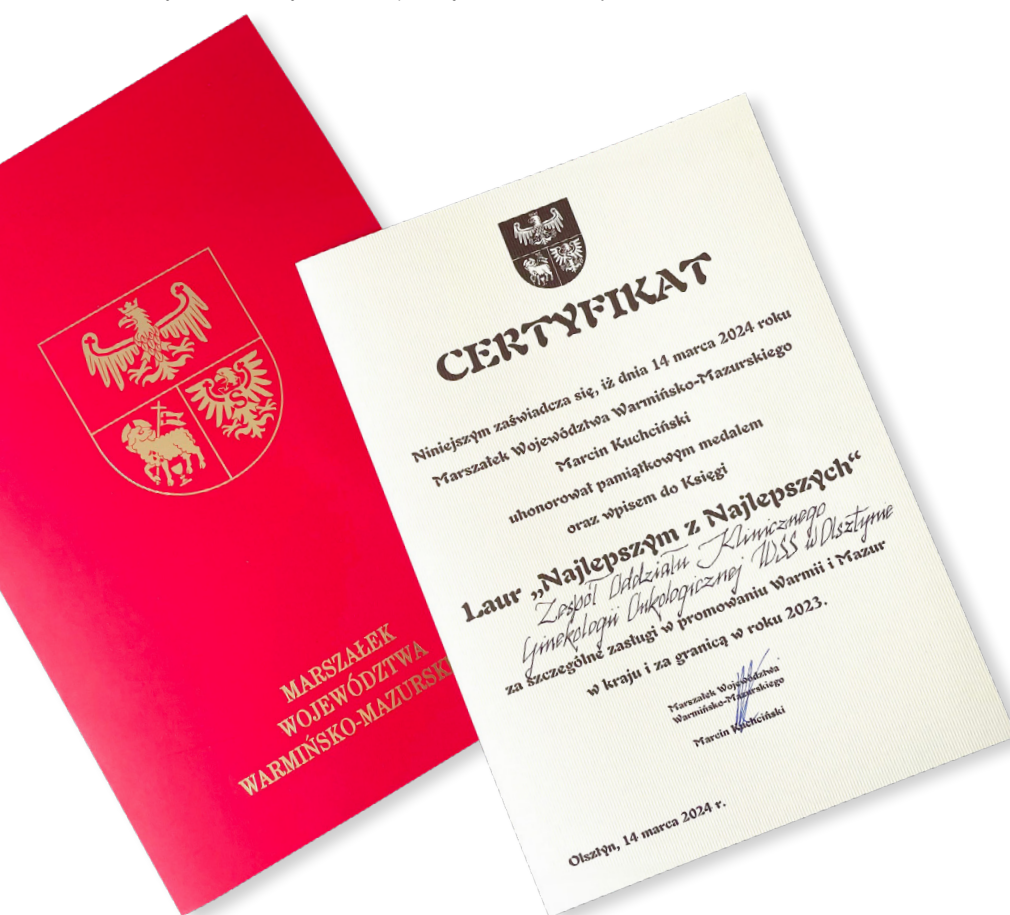 MARSZAŁEK
WOJEWÓDZTWA
WARMIŃSKO-MAZURSK
CERTYFIKAT
Niniejszym zaświadcza się, iż dnia 14 marca 2024 roku
Marszałek Województwa Warmińsko-Mazurskiego
Marcin Kuchciński
uhonorował pamiątkowym medalem
oraz wpisem do Księgi
Laur „Najlepszym z Najlepszych“
Zespół Oddziału Klinicznego
Ginekologii Onkologicznej WSS w Olsztynie
za szczególne zasługi w promowaniu Warmii i Mazur
w kraju i za granicą w roku 2023.
Marszałek Województwa
Warmińsko-Mazurskiego
Marcin Kuchciński
Olsztyn, 14 marca 2024 r.